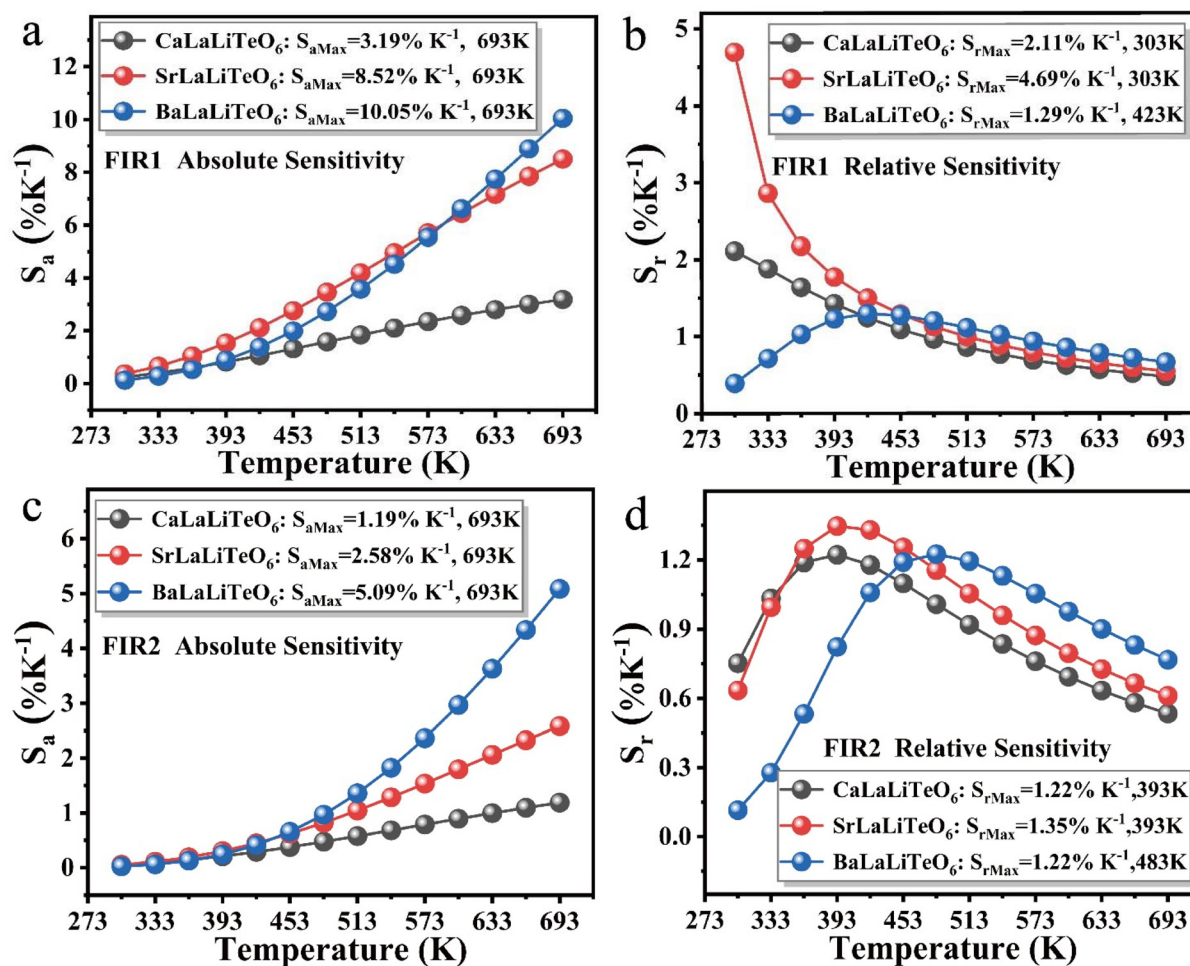 a
CaLaLiTeO₆: SₐMax=3.19% K⁻¹, 693K
SrLaLiTeO₆: SₐMax=8.52% K⁻¹, 693K
BaLaLiTeO₆: SₐMax=10.05% K⁻¹, 693K
FIR1 Absolute Sensitivity
Sₐ (%K⁻¹)
12
10
8
6
4
2
0
273 333 393 453 513 573 633 693
Temperature (K)
b
CaLaLiTeO₆: SᵣMax=2.11% K⁻¹, 303K
SrLaLiTeO₆: SᵣMax=4.69% K⁻¹, 303K
BaLaLiTeO₆: SᵣMax=1.29% K⁻¹, 423K
FIR1 Relative Sensitivity
Sᵣ (%K⁻¹)
5
4
3
2
1
0
273 333 393 453 513 573 633 693
Temperature (K)
c
CaLaLiTeO₆: SₐMax=1.19% K⁻¹, 693K
SrLaLiTeO₆: SₐMax=2.58% K⁻¹, 693K
BaLaLiTeO₆: SₐMax=5.09% K⁻¹, 693K
FIR2 Absolute Sensitivity
Sₐ (%K⁻¹)
6
5
4
3
2
1
0
273 333 393 453 513 573 633 693
Temperature (K)
d
Sᵣ (%K⁻¹)
1.2
0.9
0.6
0.3
0.0
FIR2 Relative Sensitivity
CaLaLiTeO₆: SᵣMax=1.22% K⁻¹,393K
SrLaLiTeO₆: SᵣMax=1.35% K⁻¹,393K
BaLaLiTeO₆: SᵣMax=1.22% K⁻¹,483K
273 333 393 453 513 573 633 693
Temperature (K)